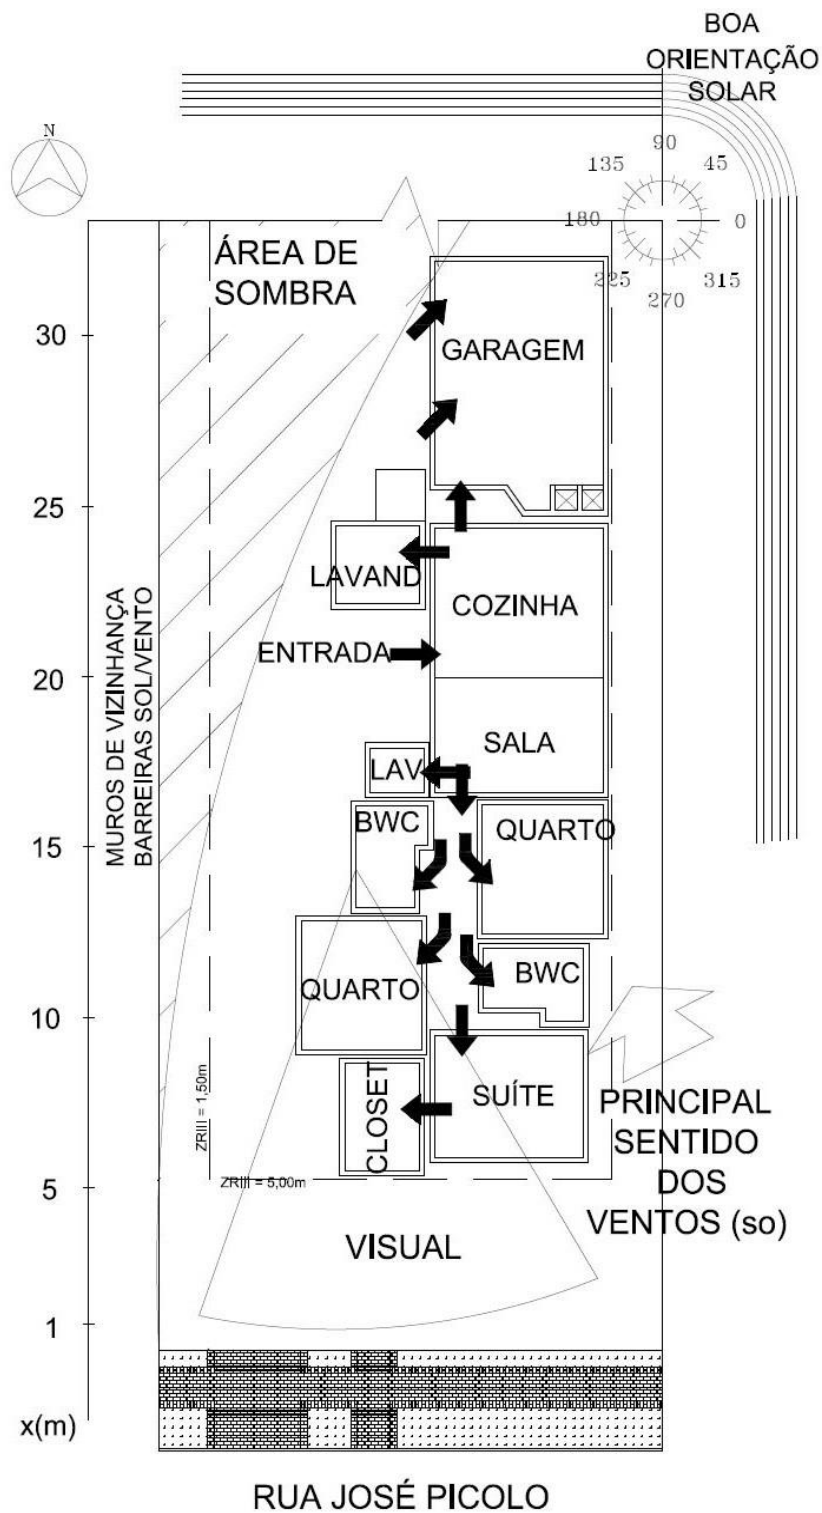 BOA
ORIENTAÇÃO
SOLAR
N
90
135
45
180
0
225
315
270
ÁREA DE
SOMBRA
30
GARAGEM
25
LAVAND
COZINHA
ENTRADA
20
MUROS DE VIZINHANÇA
BARREIRAS SOL/VENTO
SALA
LAV
BWC
QUARTO
15
QUARTO
BWC
10
CLOSET
SUÍTE
ZRIII = 1,50m
PRINCIPAL
SENTIDO
DOS
VENTOS (so)
ZRIII = 5,00m
5
VISUAL
1
x(m)
RUA JOSÉ PICOLO